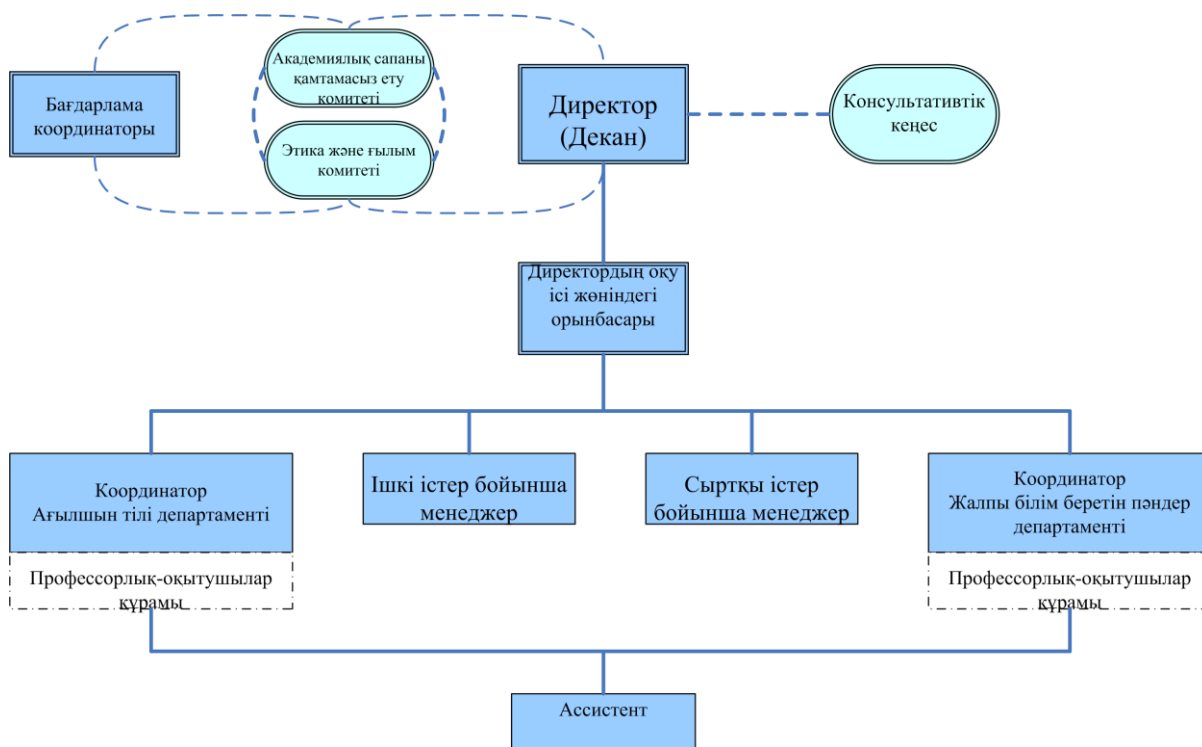 Академиялық сапаны
қамтамасыз ету
комитеті
Бағдарлама
координаторы
Этика және ғылым
комитеті
Директор
(Декан)
Консультативтік
кеңес
Директордың оқу
ісі жөніндегі
орынбасары
Координатор
Ағылшын тілі департаменті
Профессорлық-оқытушылар
құрамы
Ішкі істер бойынша
менеджер
Сыртқы істер
бойынша менеджер
Координатор
Жалпы білім беретін пәндер
департаменті
Профессорлық-оқытушылар
құрамы
Ассистент